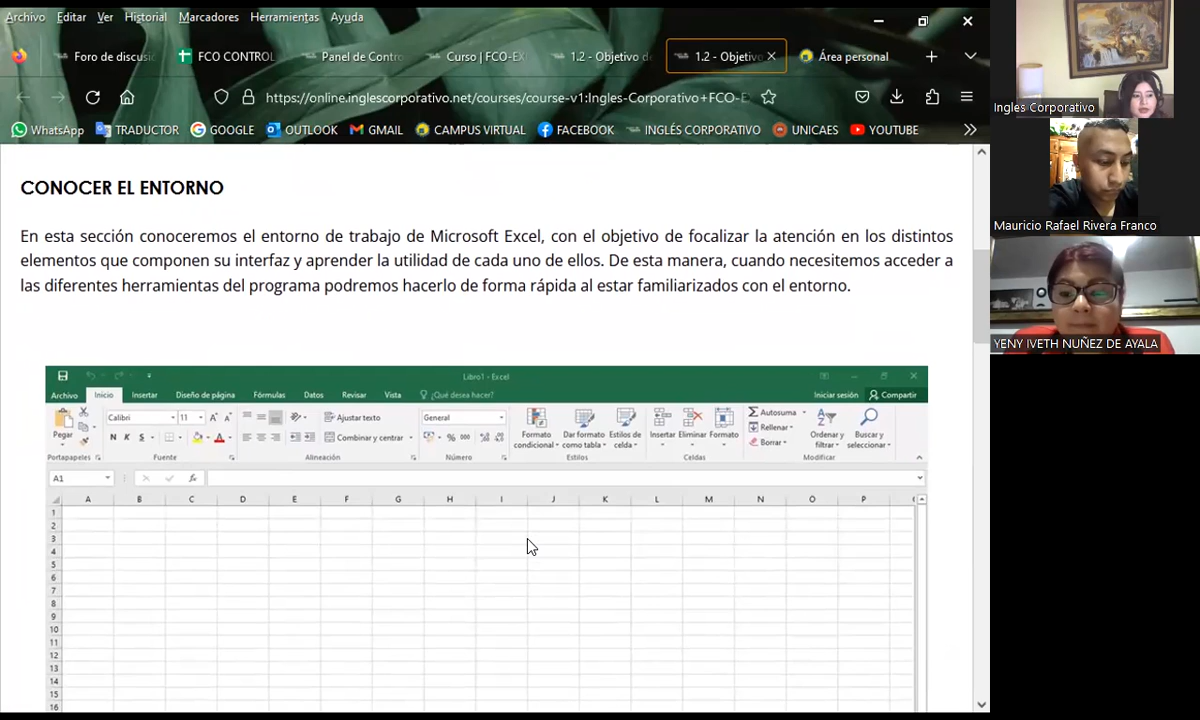 Archivo Editar Ver Historial Marcadores Herramientas Ayuda
Foro de discusi FCO CONTROL Panel de Contr Curso | FCO-EX 1.2 - Objetivo d 1.2 - Objetiv Área personal
https://online.inglescorporativo.net/courses/course-v1:Ingles-Corporativo+FCO-E
WhatsApp TRADUCTOR GOOGLE OUTLOOK GMAIL CAMPUS VIRTUAL FACEBOOK INGLÉS CORPORATIVO UNICAES YOUTUBE
CONOCER EL ENTORNO
En esta sección conoceremos el entorno de trabajo de Microsoft Excel, con el objetivo de focalizar la atención en los distintos
elementos que componen su interfaz y aprender la utilidad de cada uno de ellos. De esta manera, cuando necesitemos acceder a
las diferentes herramientas del programa podremos hacerlo de forma rápida al estar familiarizados con el entorno.
Libro1 - Excel
Archivo Inicio Insertar Diseño de página Fórmulas Datos Revisar Vista ¿Qué desea hacer? Iniciar sesión Compartir
Pegar Calibri 11 Ajustar texto General Formato condicional Dar formato como tabla Estilos de celda Insertar Eliminar Formato Autosuma Ordenar y filtrar Buscar y seleccionar
Rellenar
N K S Combinar y centrar % 000 Borrar
Portapapeles Fuente Alineación Número Estilos Celdas Modificar
A1 fx
A B C D E F G H I J K L M N O P
1
2
3
4
5
6
7
8
9
10
11
12
13
14
15
16
Ingles Corporativo
Mauricio Rafael Rivera Franco
YENY IVETH NUÑEZ DE AYALA